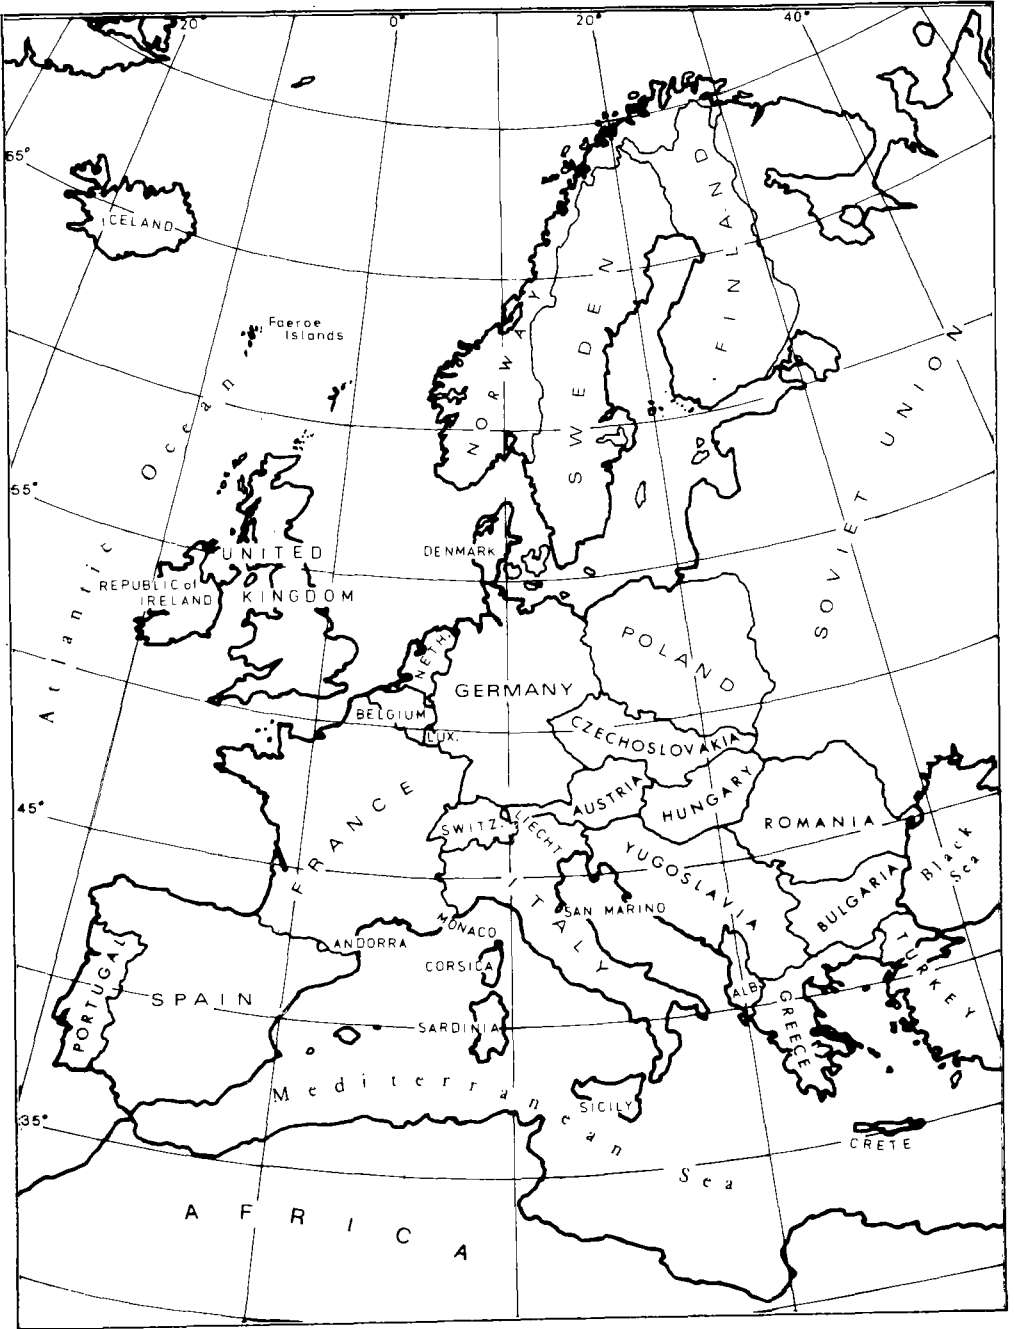 20°
0°
20°
40°
65°
ICELAND
Faeroe
Islands
NORWAY
SWEDEN
FINLAND
SOVIET UNION
Atlantic Ocean
55°
UNITED
KINGDOM
REPUBLIC of
IRELAND
DENMARK
NETH.
POLAND
GERMANY
BELGIUM
LUX.
CZECHOSLOVAKIA
FRANCE
SWITZ.
LIECHT
AUSTRIA
HUNGARY
ROMANIA
45°
Black
Sea
YUGOSLAVIA
BULGARIA
ITALY
SAN MARINO
MONACO
ANDORRA
CORSICA
PORTUGAL
SPAIN
SARDINIA
ALB
GREECE
TURKEY
Mediterranean Sea
SICILY
35°
CRETE
AFRICA